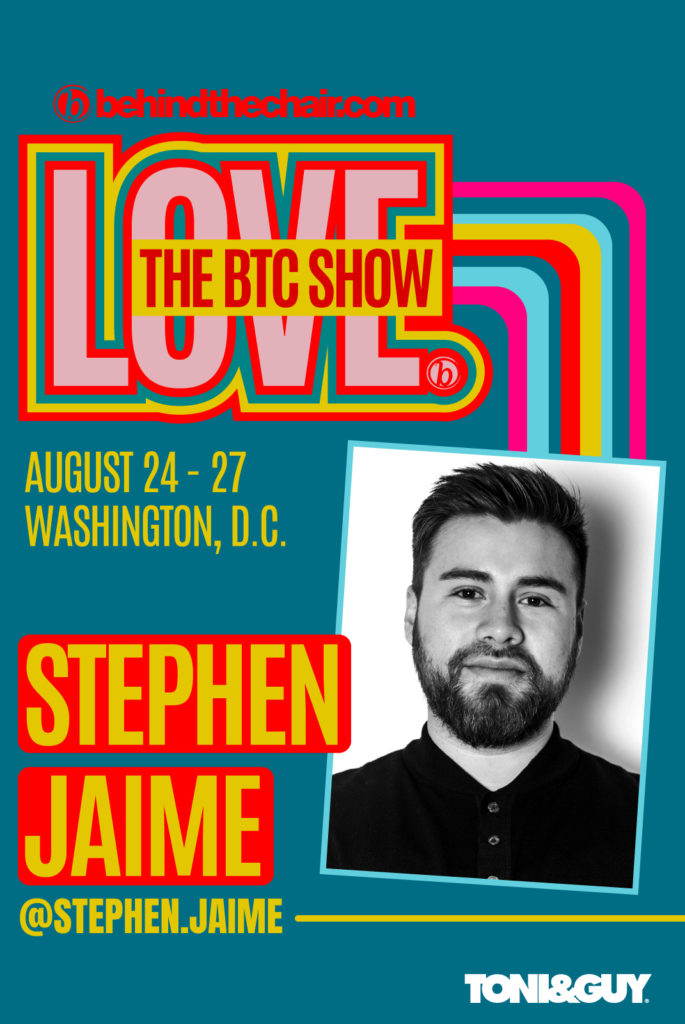 b behindthechair.com
LOVE
THE BTC SHOW
b
AUGUST 24 - 27
WASHINGTON, D.C.
STEPHEN
JAIME
@STEPHEN.JAIME
TONI&GUY®